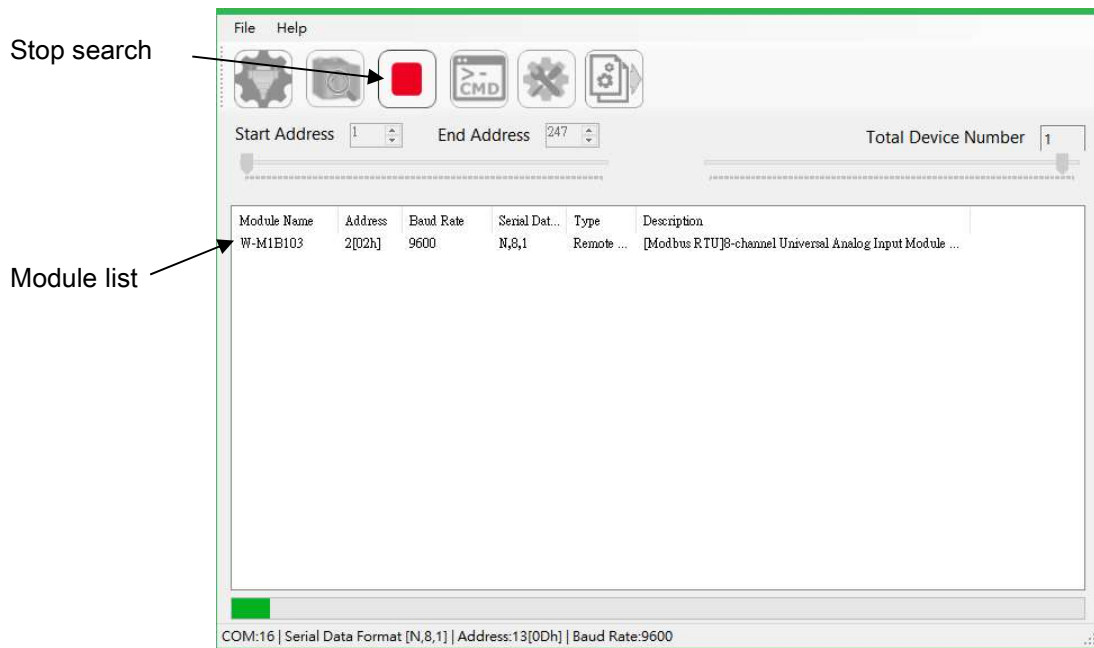 File Help
Stop search
>- CMD
Start Address 1 End Address 247 Total Device Number 1
Module Name Address Baud Rate Serial Dat... Type Description
W-M1B103 2[02h] 9600 N,8,1 Remote ... [Modbus RTU]8-channel Universal Analog Input Module ...
Module list
COM:16 | Serial Data Format [N,8,1] | Address:13[0Dh] | Baud Rate:9600